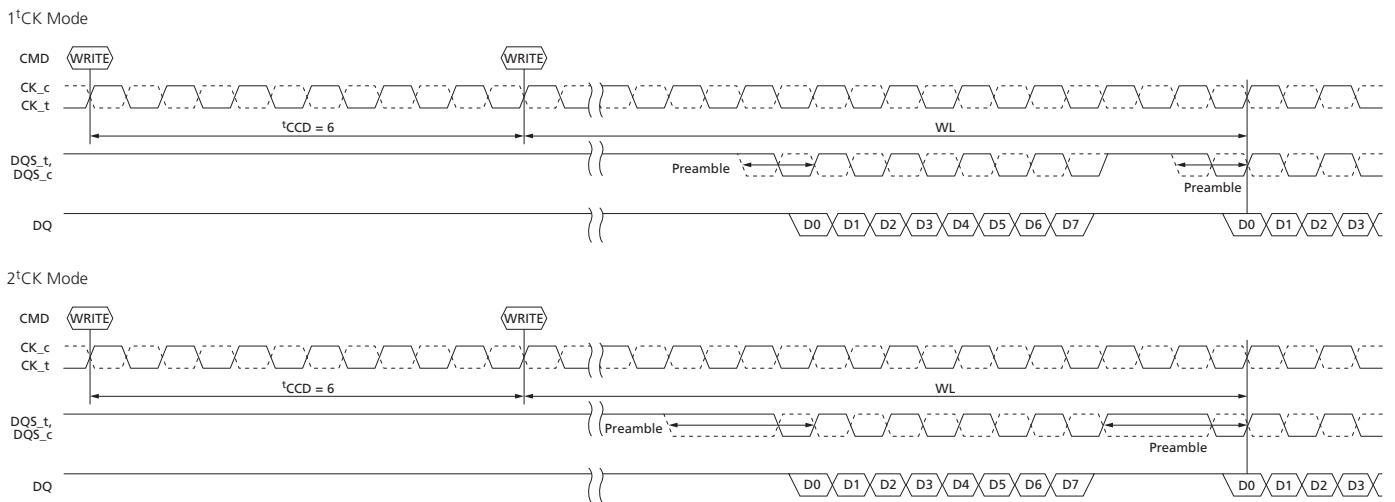 1tCK Mode
CMD WRITE WRITE
CK_c
CK_t
tCCD = 6 WL
DQS_t,
DQS_c
Preamble Preamble
DQ D0 D1 D2 D3 D4 D5 D6 D7 D0 D1 D2 D3
2tCK Mode
CMD WRITE WRITE
CK_c
CK_t
tCCD = 6 WL
DQS_t,
DQS_c
Preamble Preamble
DQ D0 D1 D2 D3 D4 D5 D6 D7 D0 D1 D2 D3